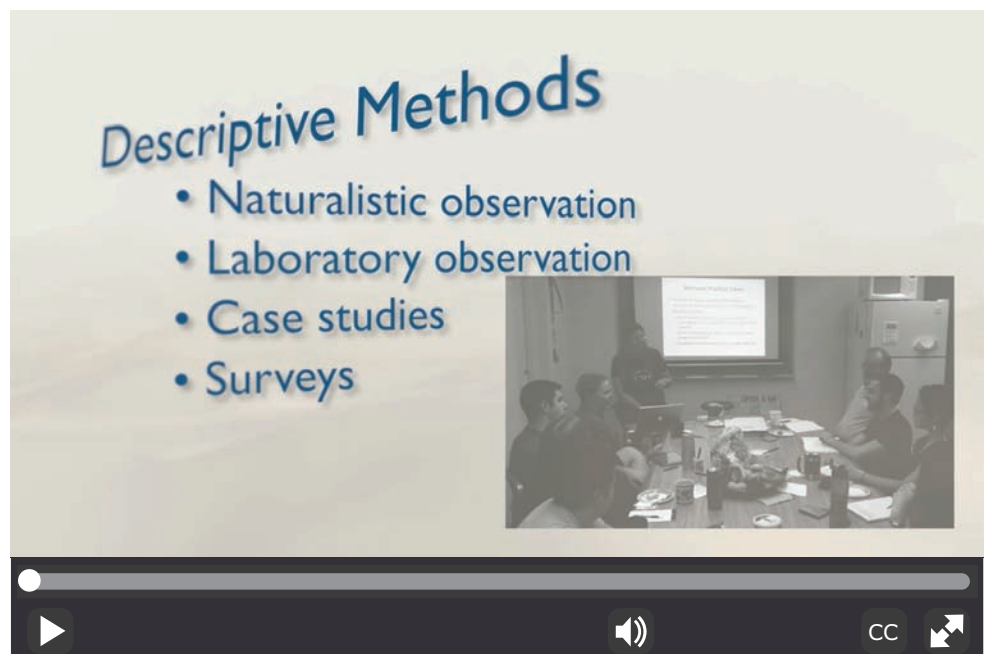 Descriptive Methods
• Naturalistic observation
• Laboratory observation
• Case studies
• Surveys
CC